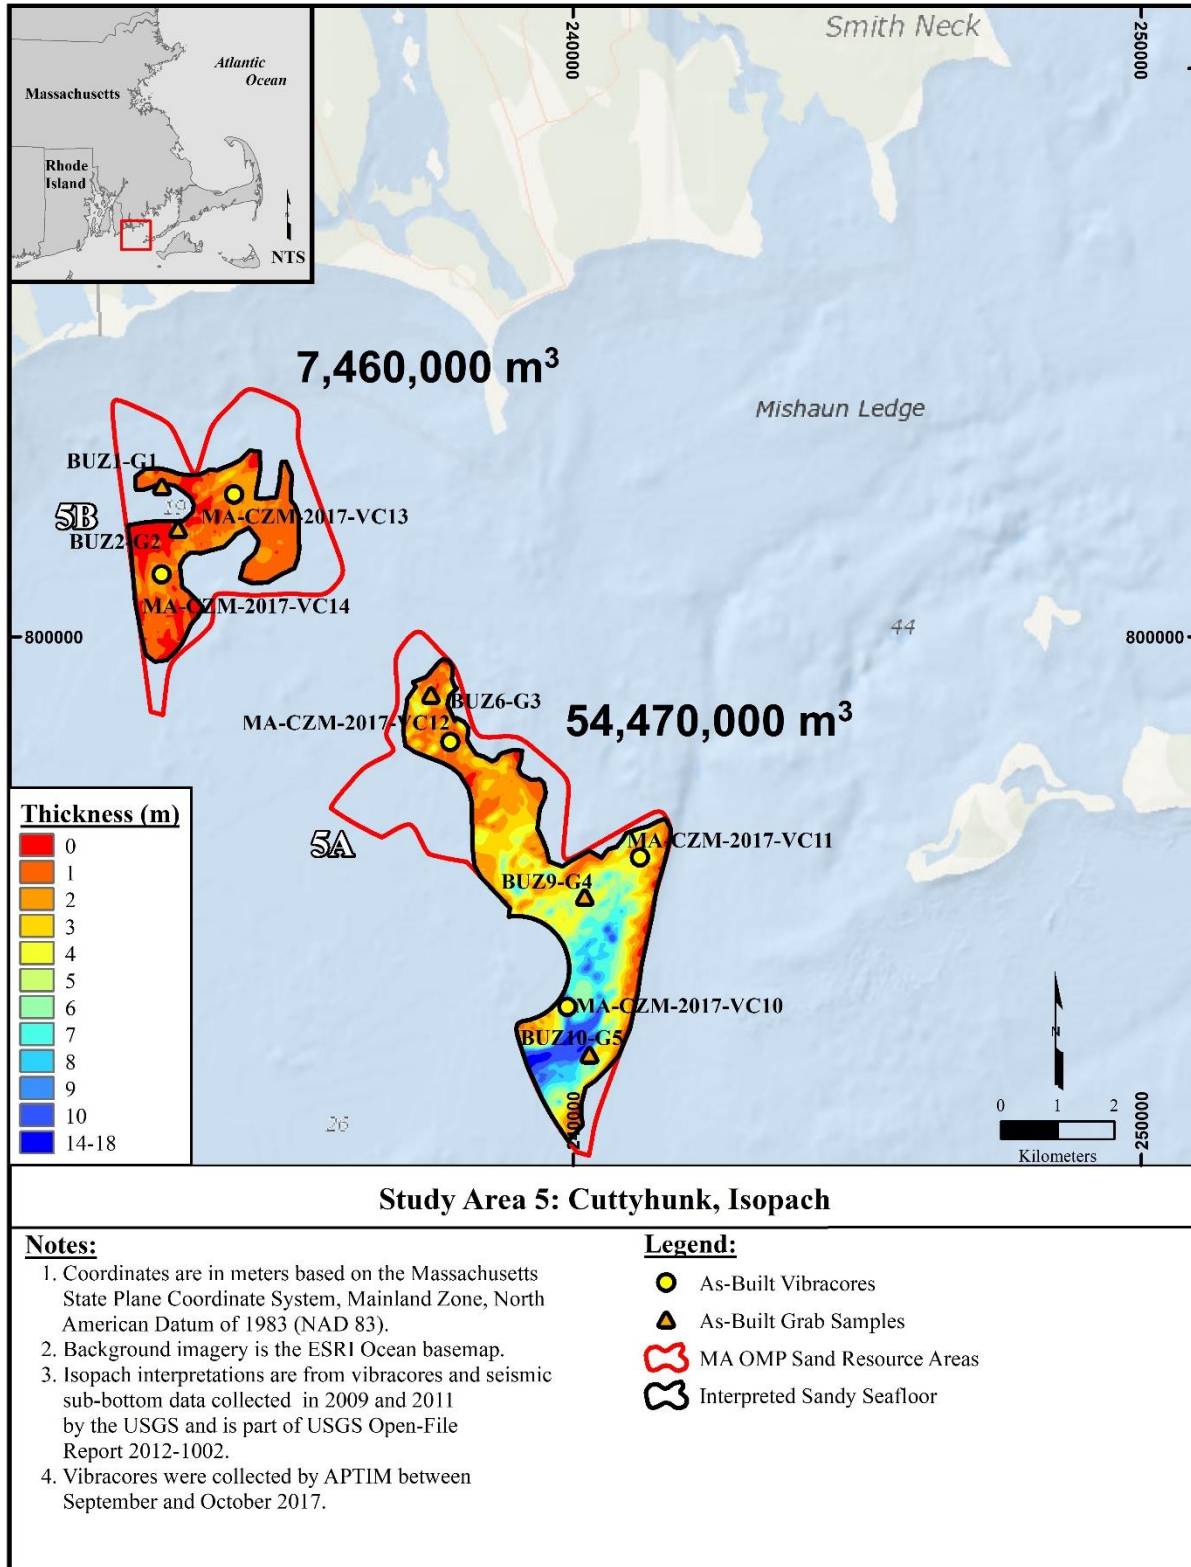 Smith Neck
240000
250000
Atlantic
Ocean
Massachusetts
Rhode
Island
NTS
7,460,000 m³
Mishaun Ledge
BUZ1-G1
19
5B
MA-CZM-2017-VC13
BUZ2-G2
MA-CZM-2017-VC14
44
800000
800000
BUZ6-G3
MA-CZM-2017-VC12
54,470,000 m³
Thickness (m)
0
1
2
3
4
5
6
7
8
9
10
14-18
5A
MA-CZM-2017-VC11
BUZ9-G4
MA-CZM-2017-VC10
BUZ10-G5
N
26
240000
250000
0 1 2
Kilometers
Study Area 5: Cuttyhunk, Isopach
Notes:
1. Coordinates are in meters based on the Massachusetts
State Plane Coordinate System, Mainland Zone, North
American Datum of 1983 (NAD 83).
2. Background imagery is the ESRI Ocean basemap.
3. Isopach interpretations are from vibracores and seismic
sub-bottom data collected in 2009 and 2011
by the USGS and is part of USGS Open-File
Report 2012-1002.
4. Vibracores were collected by APTIM between
September and October 2017.
Legend:
As-Built Vibracores
As-Built Grab Samples
MA OMP Sand Resource Areas
Interpreted Sandy Seafloor